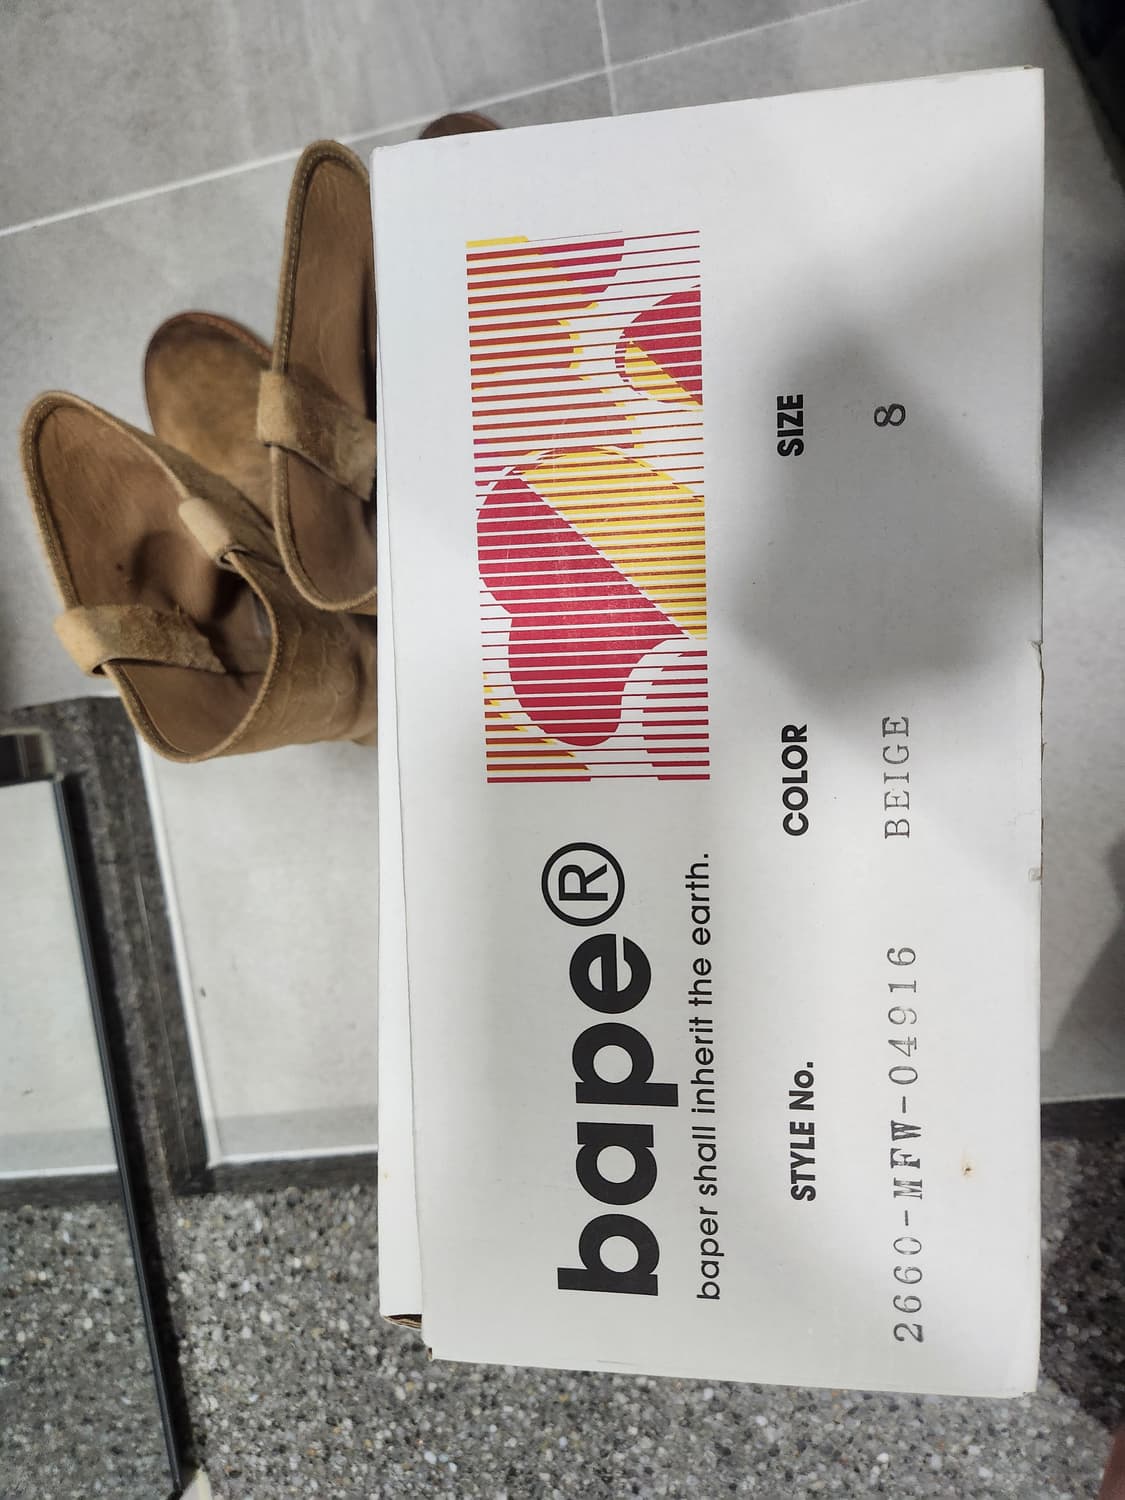 bape®
baper shall inherit the earth.
STYLE No. COLOR SIZE
2660-MFW-04916 BEIGE 8